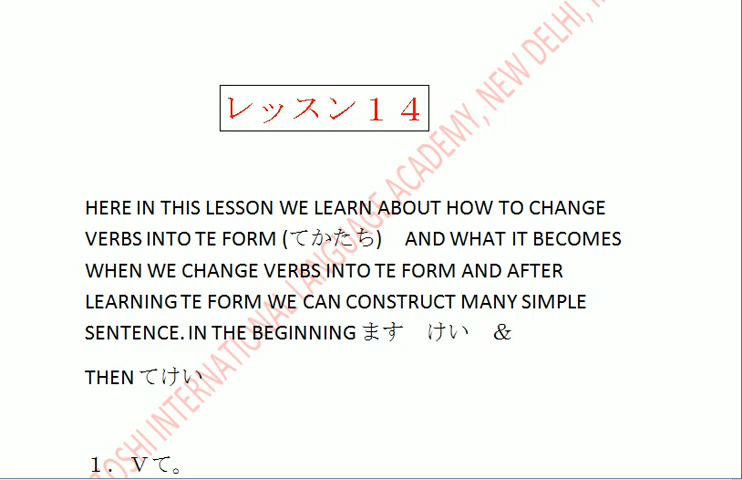 レッスン１４
HERE IN THIS LESSON WE LEARN ABOUT HOW TO CHANGE
VERBS INTO TE FORM (てかたち)　AND WHAT IT BECOMES
WHEN WE CHANGE VERBS INTO TE FORM AND AFTER
LEARNING TE FORM WE CAN CONSTRUCT MANY SIMPLE
SENTENCE. IN THE BEGINNING ます　けい　&
THEN てけい
１．Ｖて。
TOSHI INTERNATIONAL LANGUAGE ACADEMY, NEW DELHI,